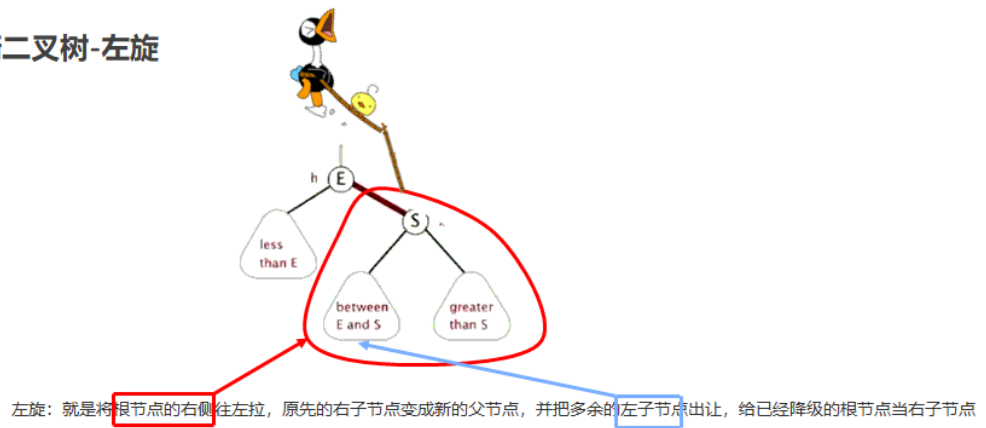 二叉树-左旋
h
E
S
less
than E
between
E and S
greater
than S
左旋：就是将根节点的右侧往左拉，原先的右子节点变成新的父节点，并把多余的左子节点出让，给已经降级的根节点当右子节点